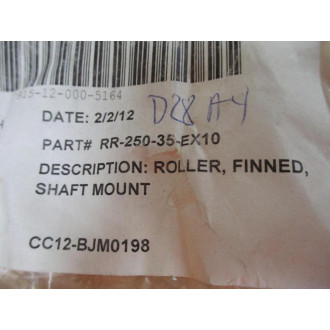 915-12-000-5164
D28 A4
DATE: 2/2/12
PART# RR-250-35-EX10
DESCRIPTION: ROLLER, FINNED,
SHAFT MOUNT
CC12-BJM0198